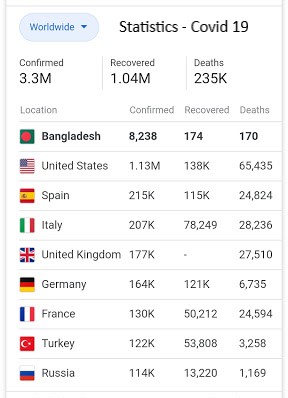 Worldwide Statistics - Covid 19
Confirmed Recovered Deaths
3.3M 1.04M 235K
Location Confirmed Recovered Deaths
Bangladesh 8,238 174 170
United States 1.13M 138K 65,435
Spain 215K 115K 24,824
Italy 207K 78,249 28,236
United Kingdom 177K - 27,510
Germany 164K 121K 6,735
France 130K 50,212 24,594
Turkey 122K 53,808 3,258
Russia 114K 13,220 1,169